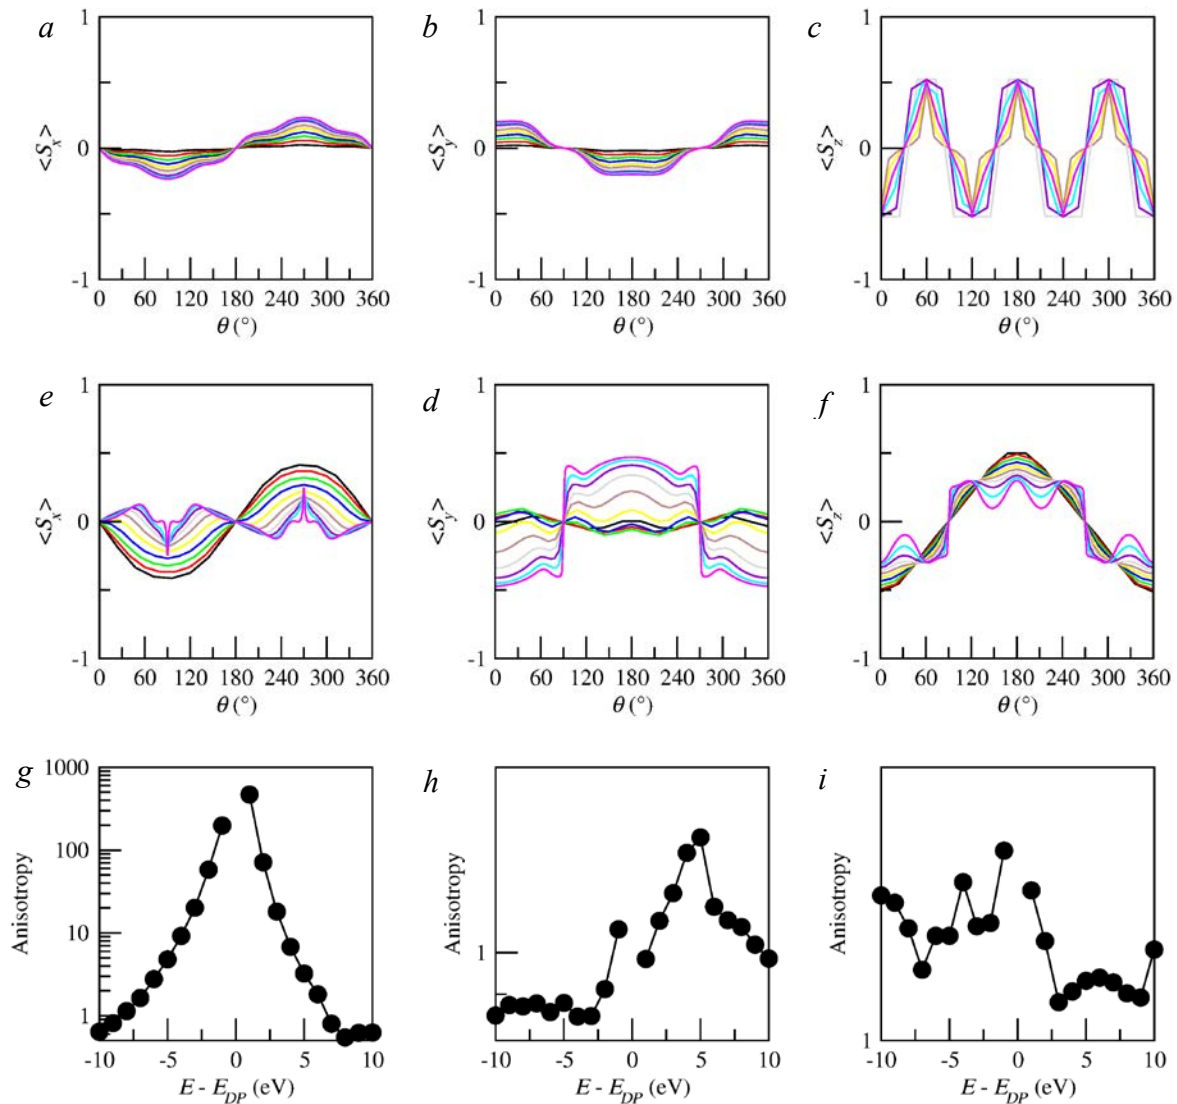 a b c
1 1 1
<Sx> <Sy> <Sz>
0 0 0
-1 -1 -1
0 60 120 180 240 300 360 0 60 120 180 240 300 360 0 60 120 180 240 300 360
θ (°) θ (°) θ (°)
e d f
1 1 1
<Sx> <Sy> <Sz>
0 0 0
-1 -1 -1
0 60 120 180 240 300 360 0 60 120 180 240 300 360 0 60 120 180 240 300 360
θ (°) θ (°) θ (°)
g h i
1000
100
Anisotropy Anisotropy Anisotropy
10
1 1 1
-10 -5 0 5 10 -10 -5 0 5 10 -10 -5 0 5 10
E - EDP (eV) E - EDP (eV) E - EDP (eV)